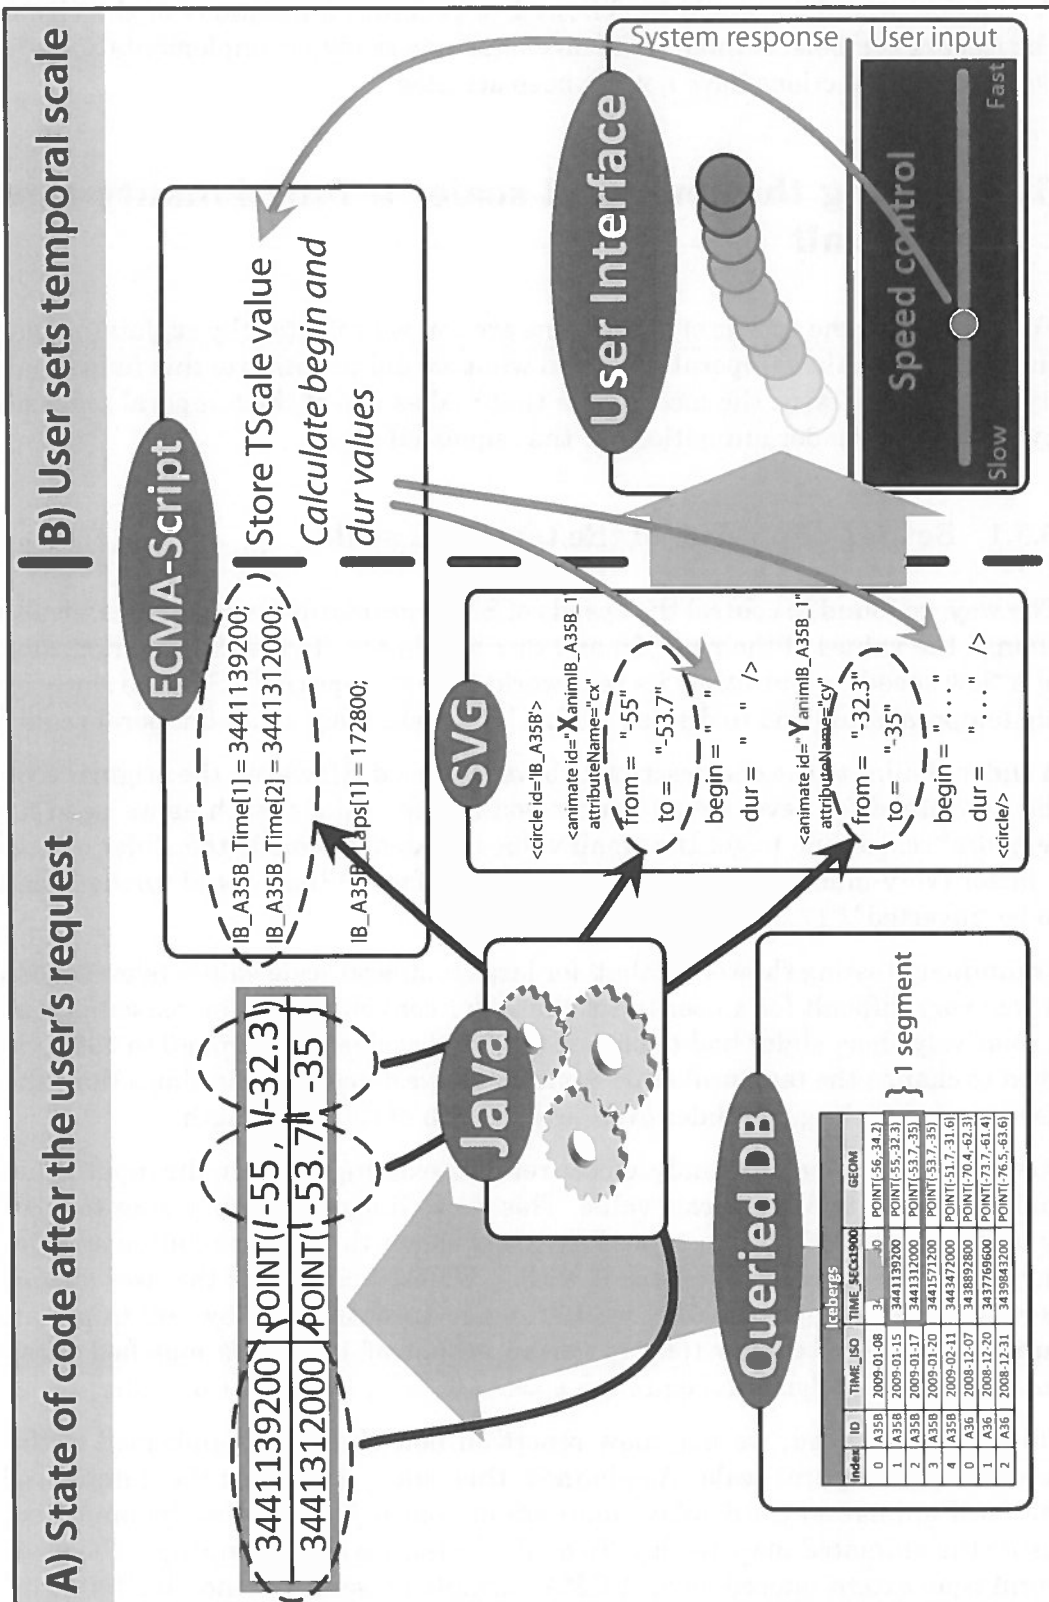 A) State of code after the user's request
B) User sets temporal scale
3441139200 POINT(-55 , -32.3)
3441312000 POINT(-53.7 -35
ECMA-Script
IB_A35B_Time[1] = 3441139200;
IB_A35B_Time[2] = 3441312000;
IB_A35B_Laps[1] = 172800;
Store TScale value
Calculate begin and
dur values
Java
SVG
<circle id='IB_A35B'>
<animate id="XanimIB_A35B_1"
attributeName="cx"
from = "-55"
to = "-53.7"
begin = " "
dur = " " />
<animate id="YanimIB_A35B_1"
attributeName="cy"
from = "-32.3"
to = "-35"
begin = "....."
dur = "....." />
<circle/>
Queried DB
Icebergs
Index ID TIME_ISO TIME_SECx1900 GEOM
0 A35B 2009-01-08 POINT(-56,-34.2)
1 A35B 2009-01-15 3441139200 POINT(-55,-32.3)
2 A35B 2009-01-17 3441312000 POINT(-53.7,-35)
3 A35B 2009-01-20 3441571200 POINT(-53.7,-35)
4 A35B 2009-02-11 3443472000 POINT(-51.7,-31.6)
0 A36 2008-12-07 3438892800 POINT(-70.4,-62.3)
1 A36 2008-12-20 3437769600 POINT(-73.7,-61.4)
2 A36 2008-12-31 3439843200 POINT(-76.5,-63.6)
} 1 segment
User Interface
System response
User input
Speed control
Slow
Fast